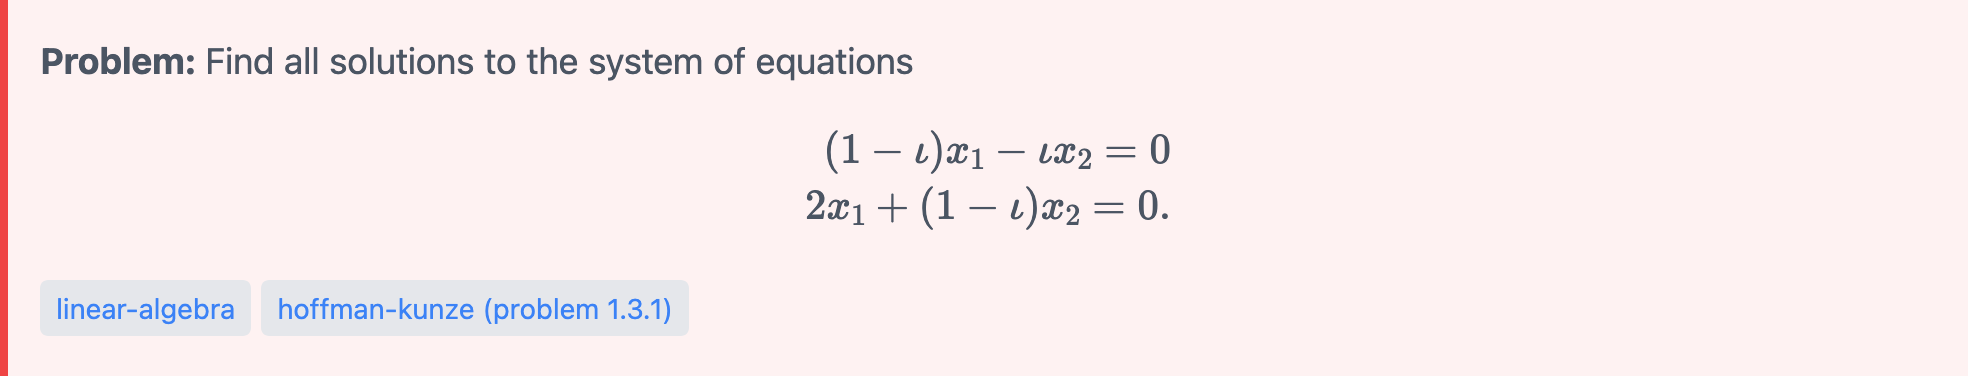 Problem: Find all solutions to the system of equations
(1 − ι)x₁ − ιx₂ = 0
2x₁ + (1 − ι)x₂ = 0.
linear-algebra hoffman-kunze (problem 1.3.1)